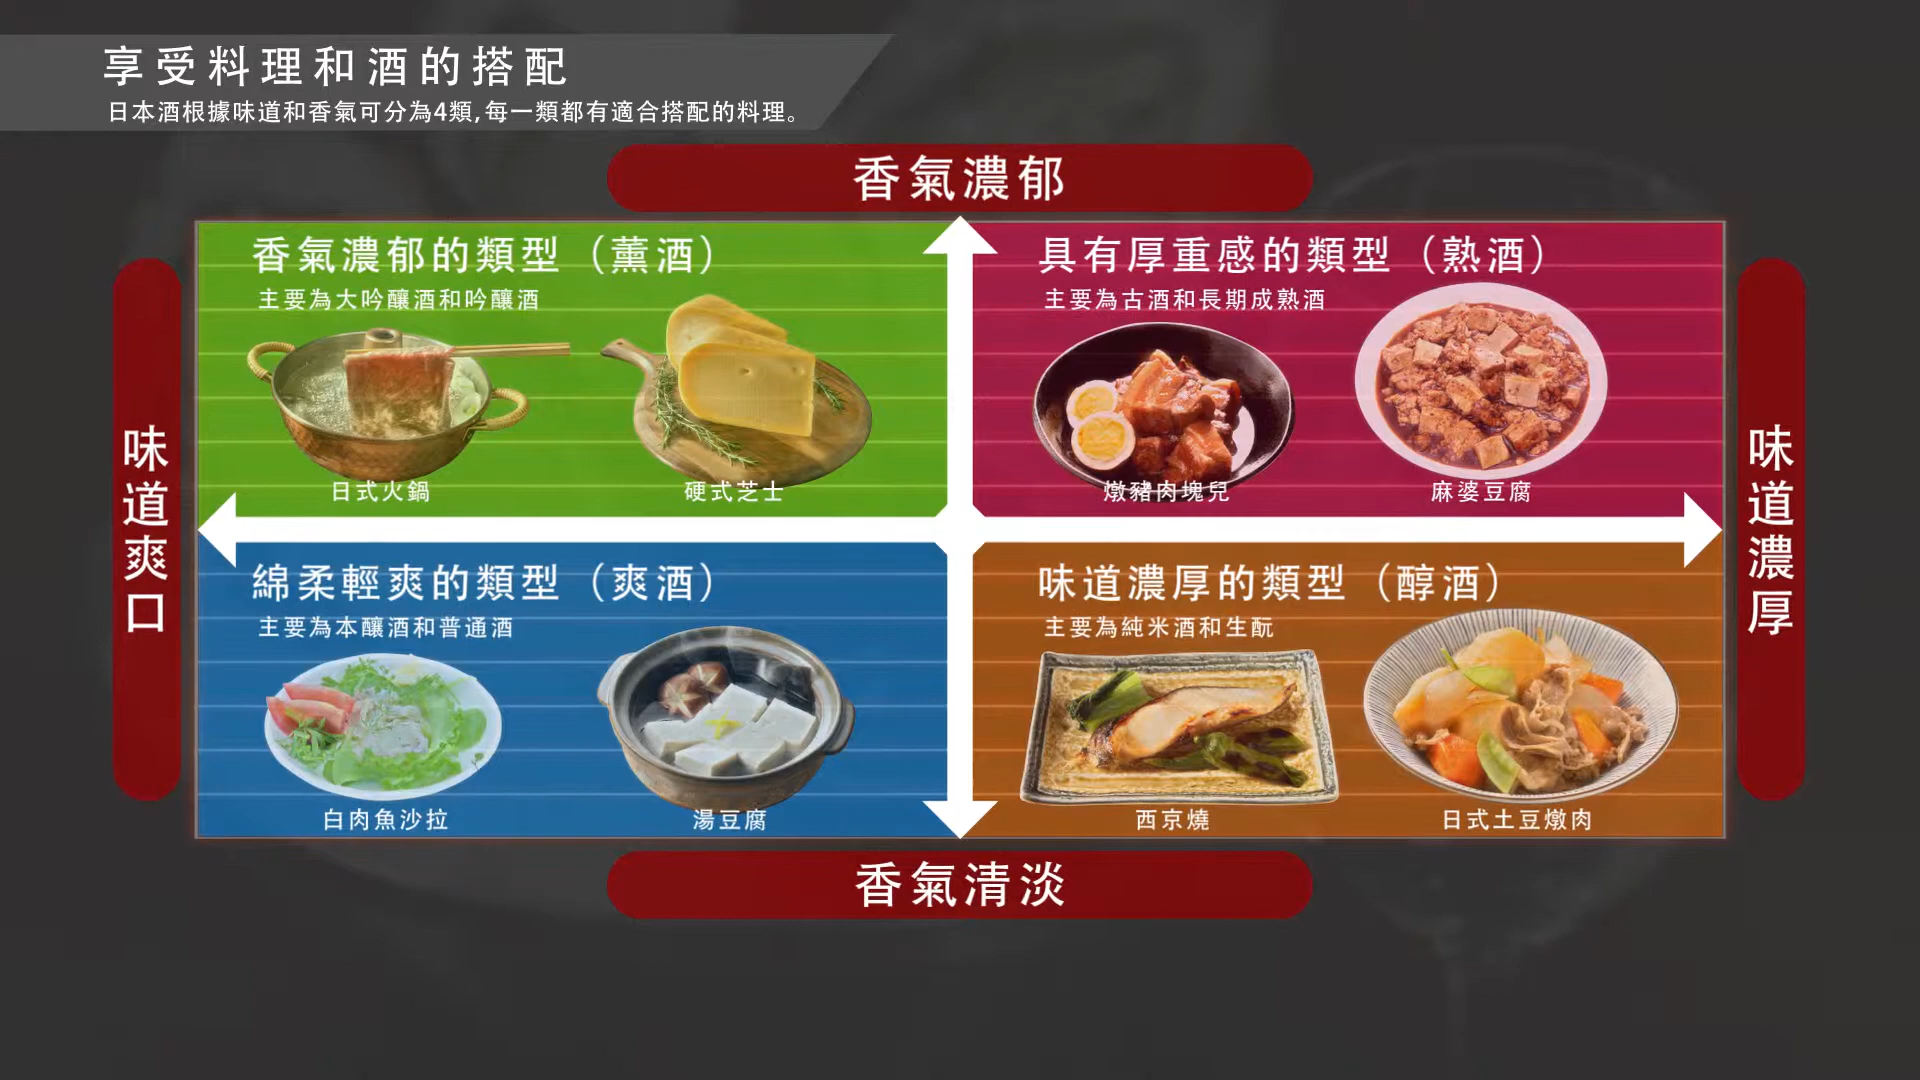 享受料理和酒的搭配
日本酒根據味道和香氣可分為4類,每一類都有適合搭配的料理。
香氣濃郁
味道爽口
香氣濃郁的類型（薰酒）
主要為大吟釀酒和吟釀酒
日式火鍋
硬式芝士
具有厚重感的類型（熟酒）
主要為古酒和長期成熟酒
燉豬肉塊兒
麻婆豆腐
味道濃厚
綿柔輕爽的類型（爽酒）
主要為本釀酒和普通酒
白肉魚沙拉
湯豆腐
味道濃厚的類型（醇酒）
主要為純米酒和生酛
西京燒
日式土豆燉肉
香氣清淡